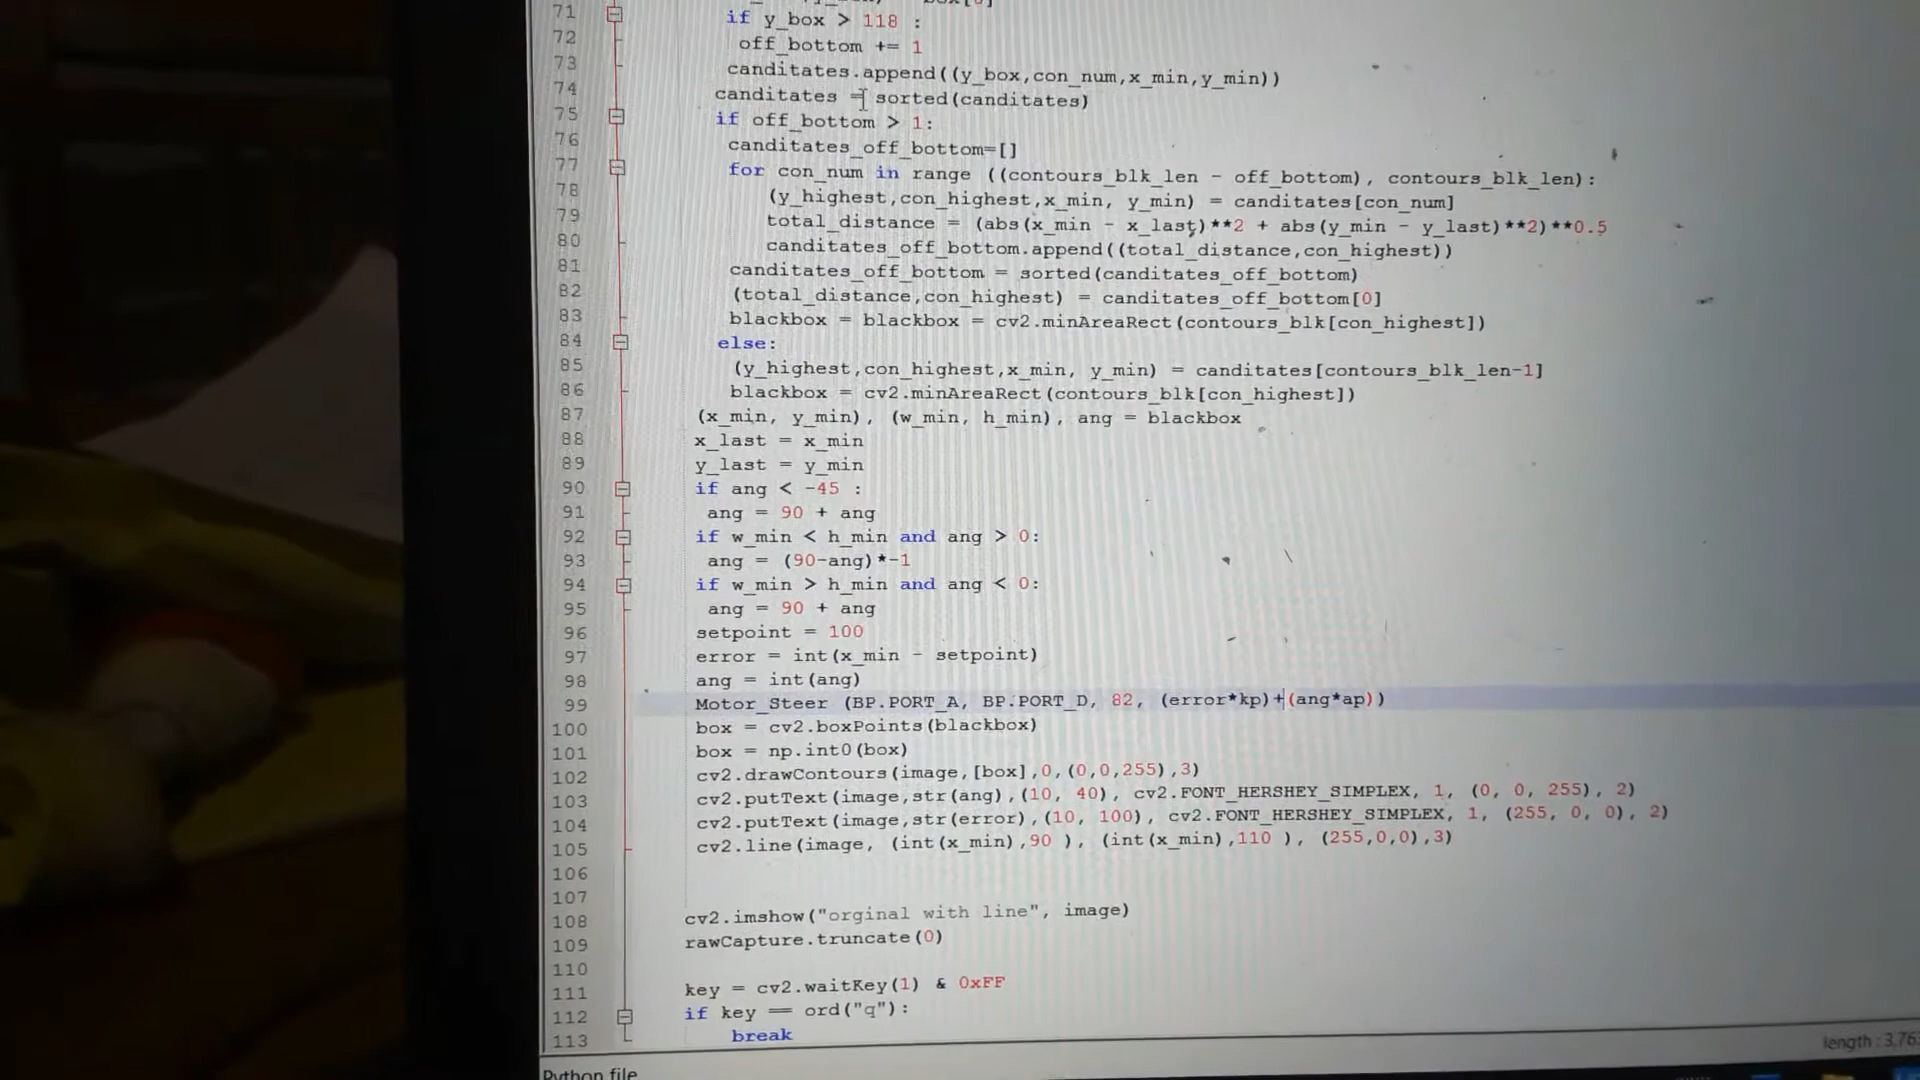 71 if y_box > 118 :
72 off_bottom += 1
73 canditates.append((y_box,con_num,x_min,y_min))
74 canditates = sorted(canditates)
75 if off_bottom > 1:
76 canditates_off_bottom=[]
77 for con_num in range ((contours_blk_len - off_bottom), contours_blk_len):
78 (y_highest,con_highest,x_min, y_min) = canditates[con_num]
79 total_distance = (abs(x_min - x_last)**2 + abs(y_min - y_last)**2)**0.5
80 canditates_off_bottom.append((total_distance,con_highest))
81 canditates_off_bottom = sorted(canditates_off_bottom)
82 (total_distance,con_highest) = canditates_off_bottom[0]
83 blackbox = blackbox = cv2.minAreaRect(contours_blk[con_highest])
84 else:
85 (y_highest,con_highest,x_min, y_min) = canditates[contours_blk_len-1]
86 blackbox = cv2.minAreaRect(contours_blk[con_highest])
87 (x_min, y_min), (w_min, h_min), ang = blackbox
88 x_last = x_min
89 y_last = y_min
90 if ang < -45 :
91 ang = 90 + ang
92 if w_min < h_min and ang > 0:
93 ang = (90-ang)*-1
94 if w_min > h_min and ang < 0:
95 ang = 90 + ang
96 setpoint = 100
97 error = int(x_min - setpoint)
98 ang = int(ang)
99 Motor_Steer (BP.PORT_A, BP.PORT_D, 82, (error*kp)+(ang*ap))
100 box = cv2.boxPoints(blackbox)
101 box = np.int0(box)
102 cv2.drawContours(image,[box],0,(0,0,255),3)
103 cv2.putText(image,str(ang),(10, 40), cv2.FONT_HERSHEY_SIMPLEX, 1, (0, 0, 255), 2)
104 cv2.putText(image,str(error),(10, 100), cv2.FONT_HERSHEY_SIMPLEX, 1, (255, 0, 0), 2)
105 cv2.line(image, (int(x_min),90 ), (int(x_min),110 ), (255,0,0),3)
106
107
108 cv2.imshow("orginal with line", image)
109 rawCapture.truncate(0)
110
111 key = cv2.waitKey(1) & 0xFF
112 if key == ord("q"):
113 break
length : 3,76
Python file